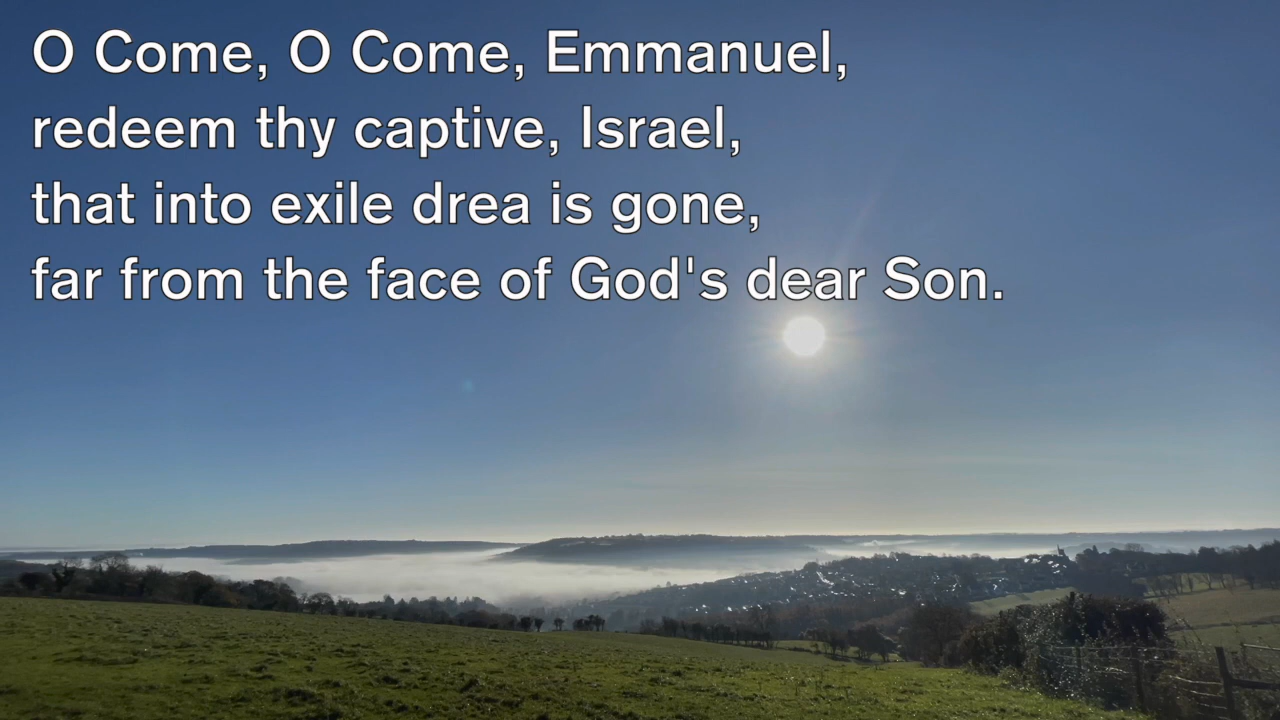 O Come, O Come, Emmanuel,
redeem thy captive, Israel,
that into exile drea is gone,
far from the face of God's dear Son.